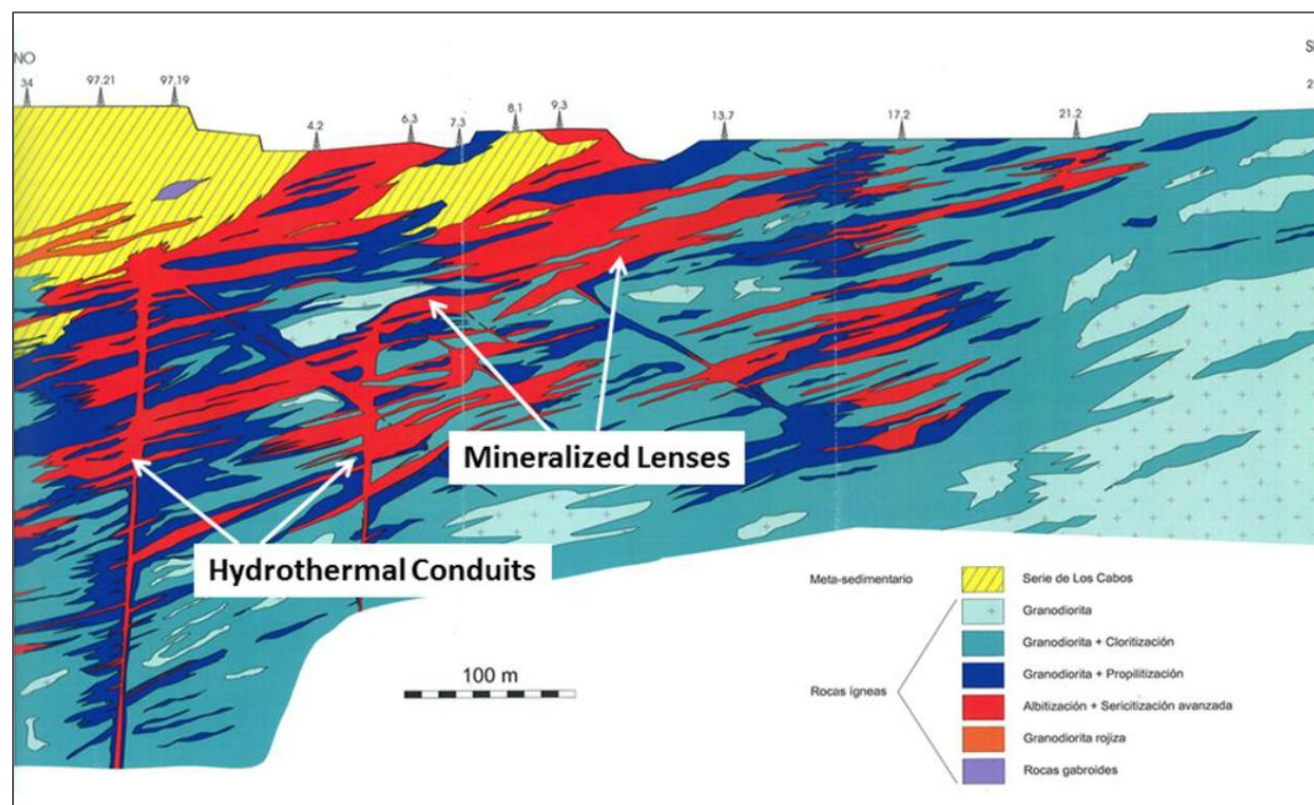 NO
34
97.21
97.19
4.2
6.3
7.3
8.1
9.3
13.7
17.2
21.2
Mineralized Lenses
Hydrothermal Conduits
100 m
Meta-sedimentario
Serie de Los Cabos
Granodiorita
Granodiorita + Cloritización
Granodiorita + Propilitización
Rocas ígneas
Albitización + Sericitización avanzada
Granodiorita rojiza
Rocas gabroides